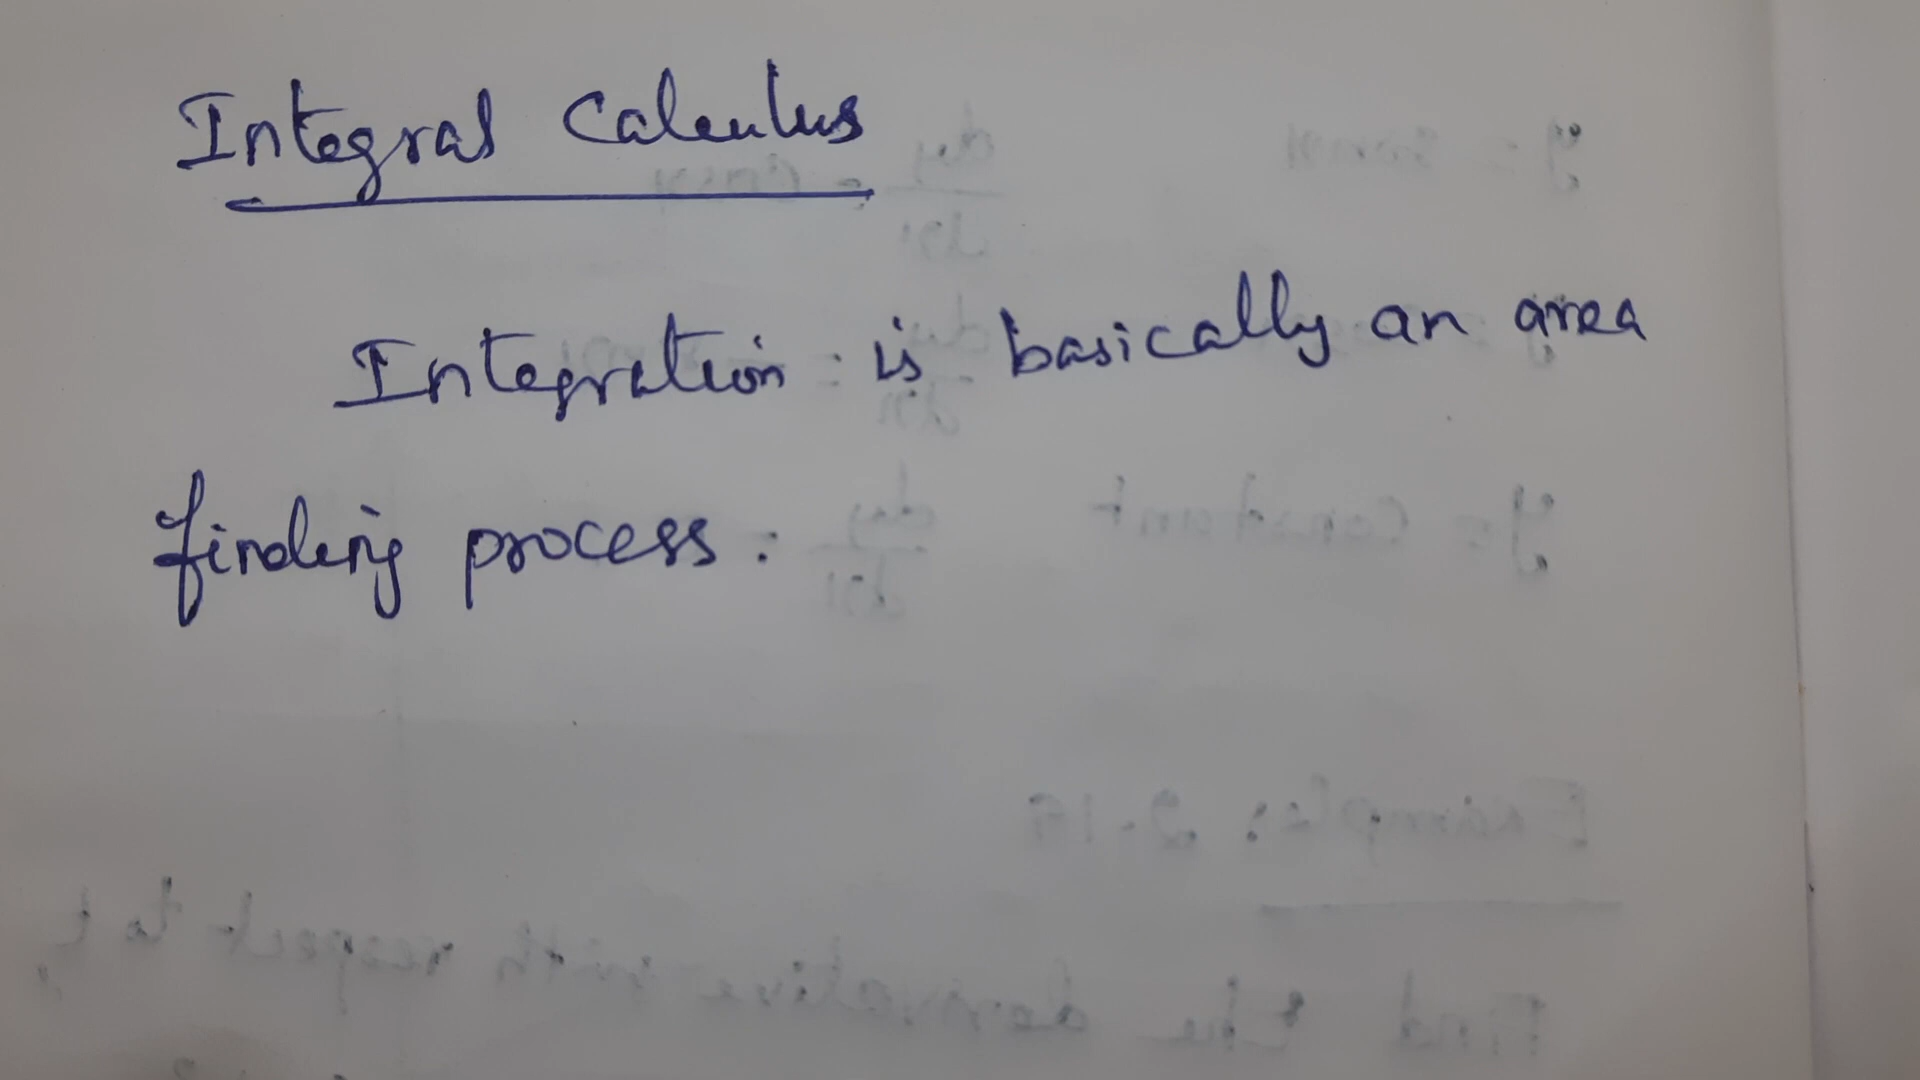 Integral Calculus
Integration is basically an area
finding process.